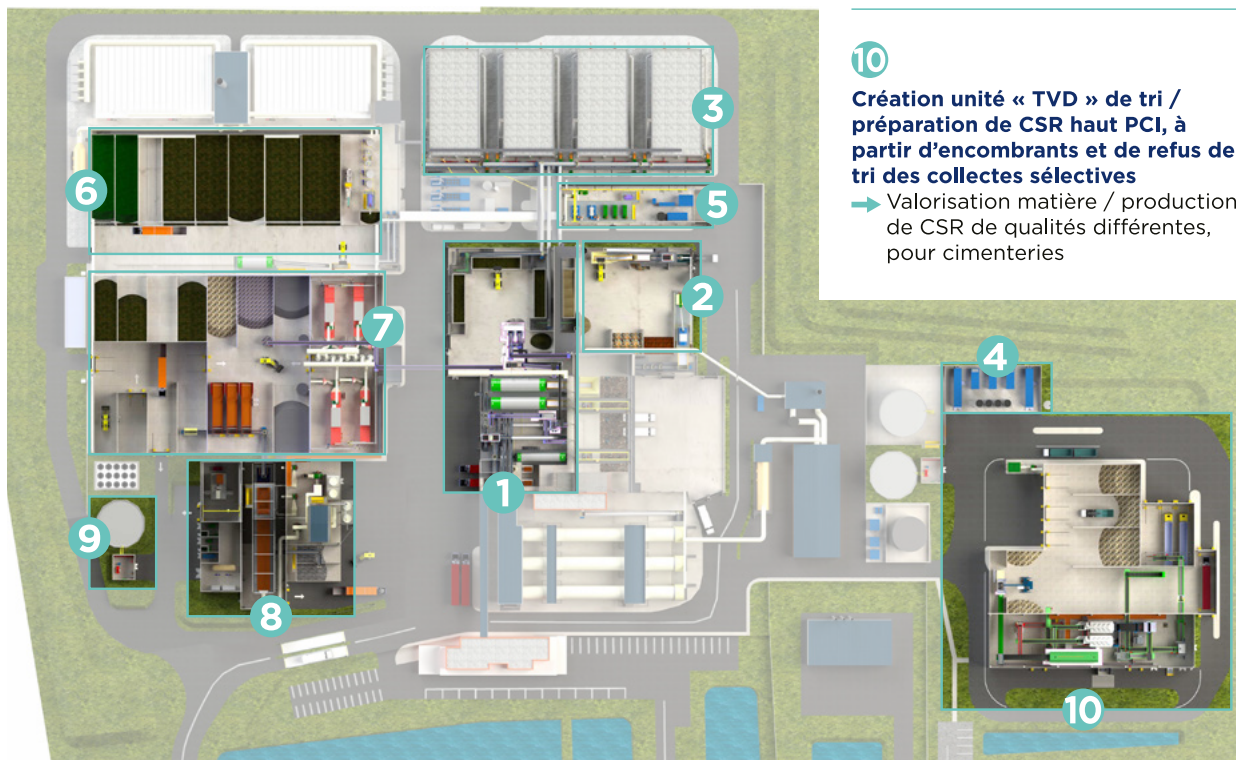 10
Création unité « TVD » de tri /
préparation de CSR haut PCI, à
partir d’encombrants et de refus de
tri des collectes sélectives
→ Valorisation matière / production
de CSR de qualités différentes,
pour cimenteries
3
6
5
2
7
4
1
9
8
10